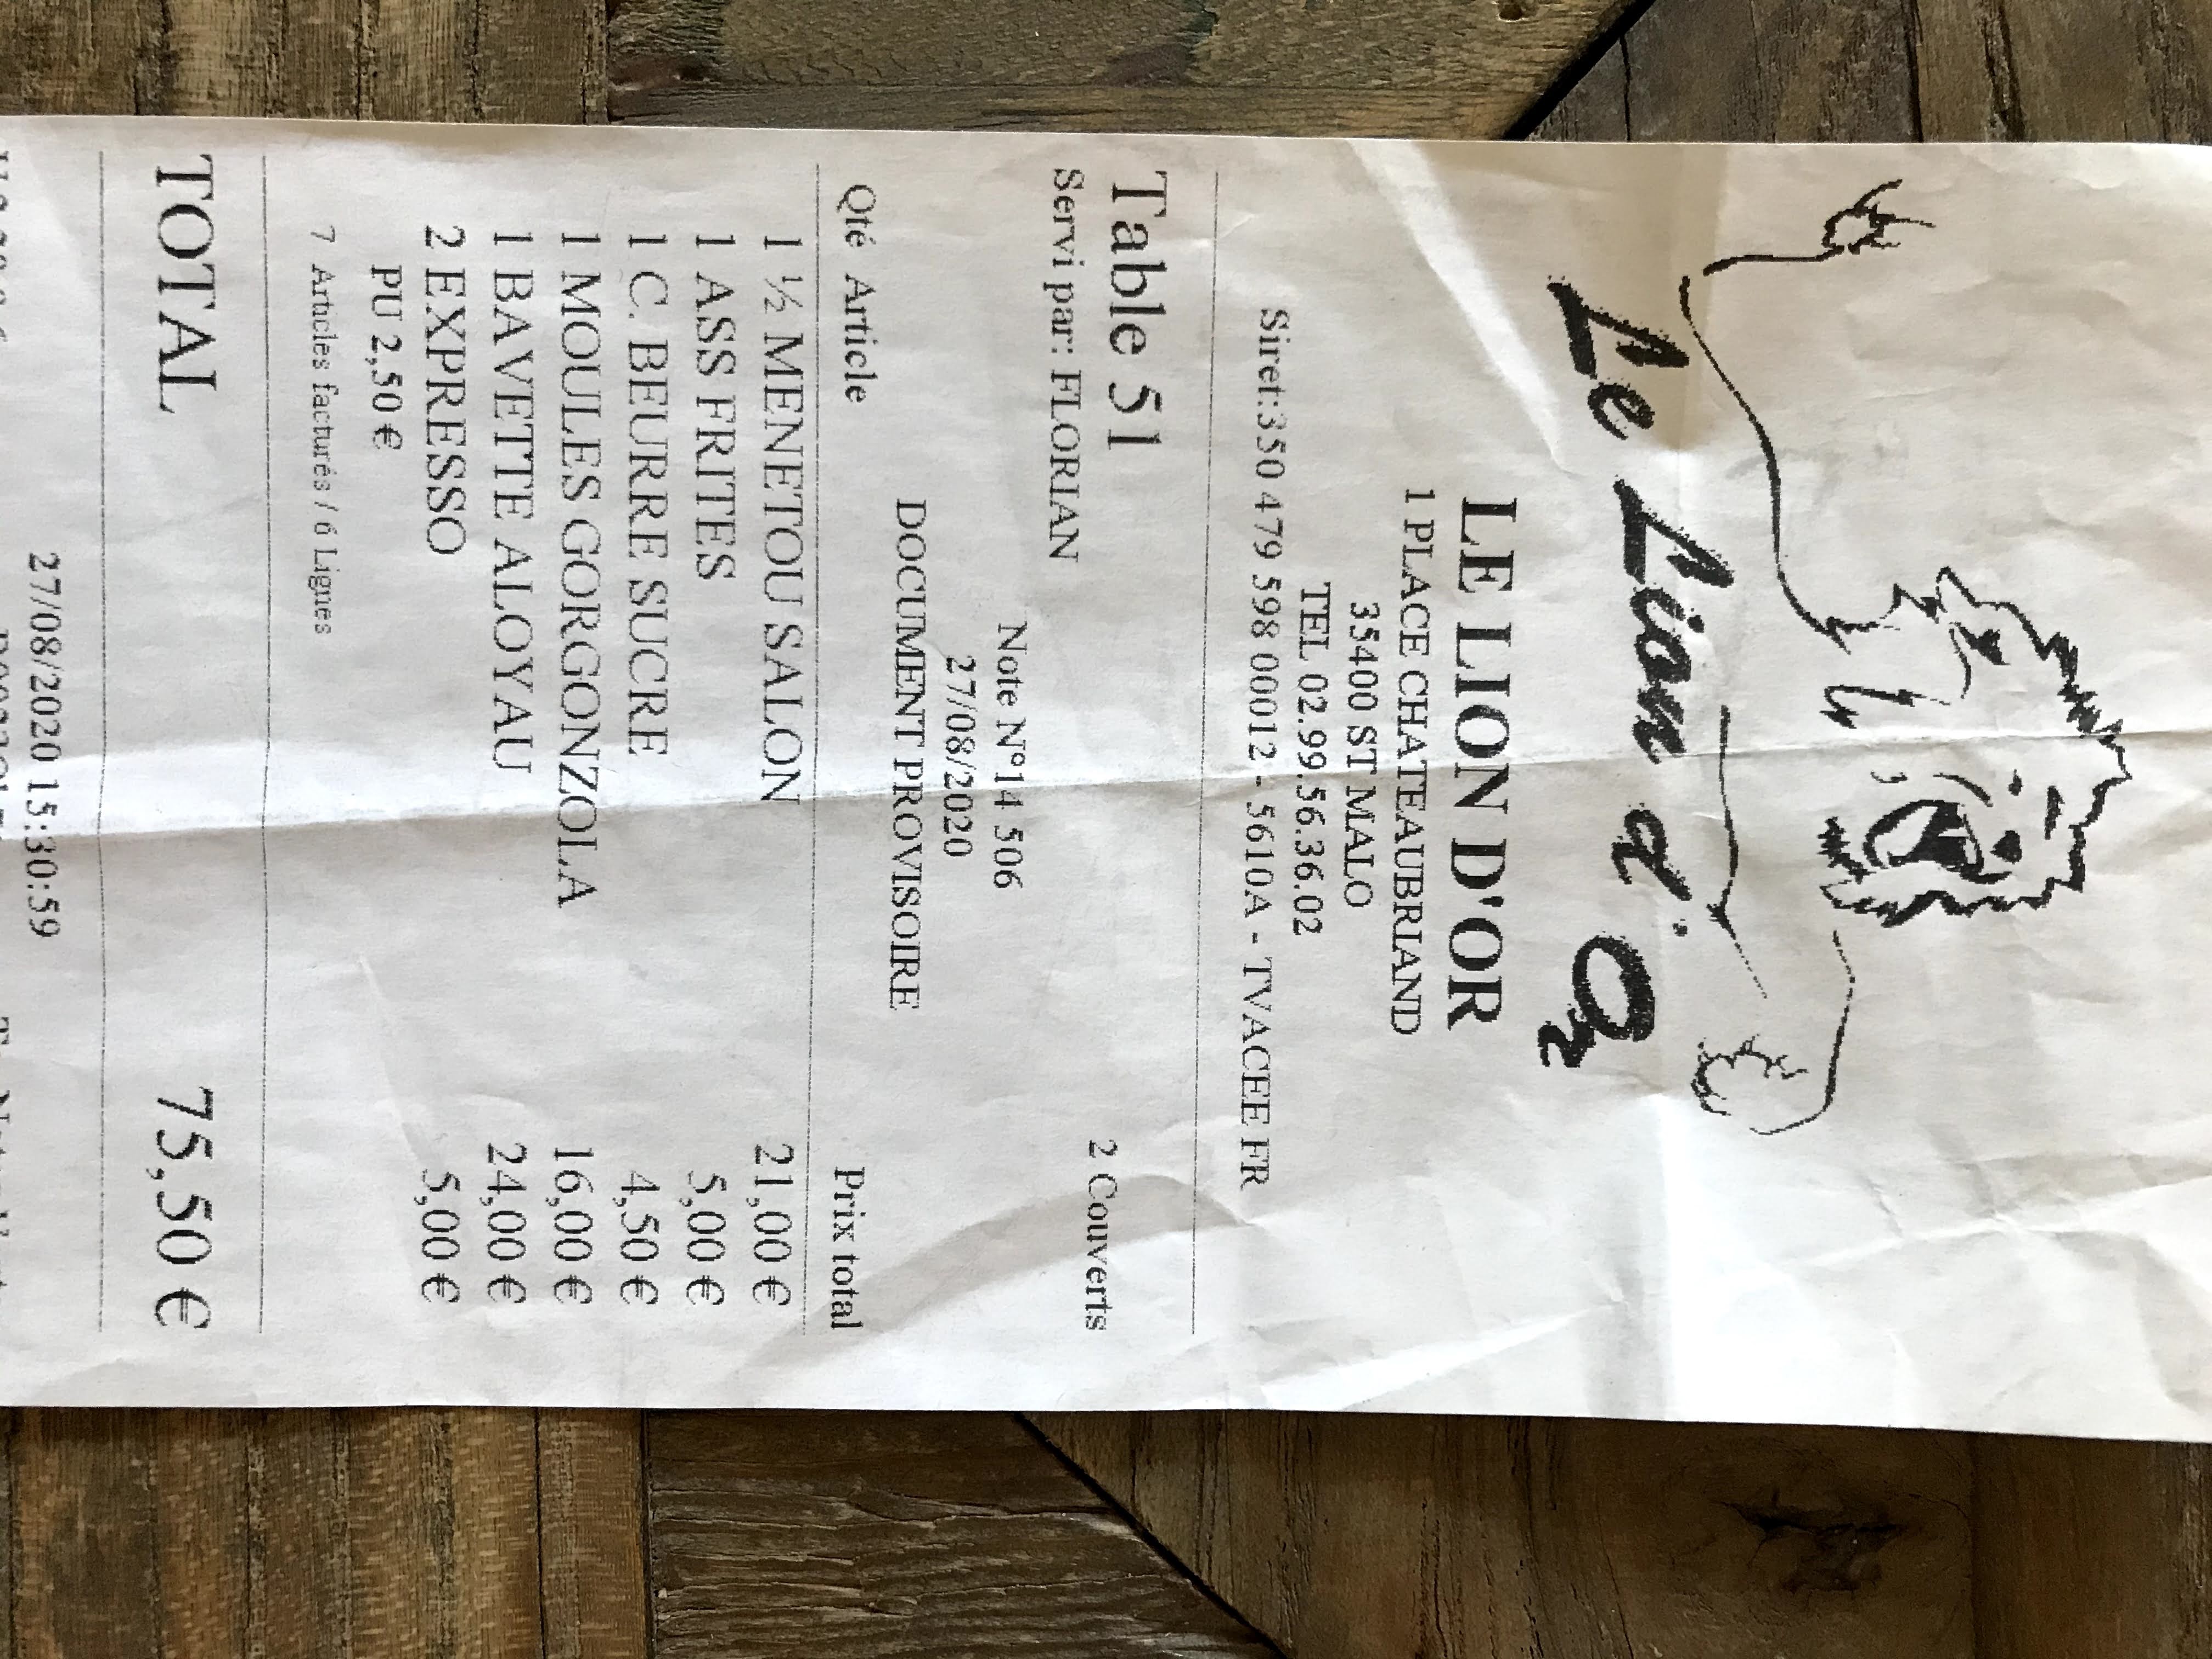 Le Lion d'Or
LE LION D'OR
1 PLACE CHATEAUBRIAND
35400 ST MALO
TEL 02.99.56.36.02
Siret:350 479 598 00012 - 5610A - TVACEE FR
Table 51
2 Couverts
Servi par: FLORIAN
Note N°14 506
27/08/2020
DOCUMENT PROVISOIRE
Qté Article Prix total
1 ½ MENETOU SALON 21,00 €
1 ASS FRITES 5,00 €
1 C. BEURRE SUCRE 4,50 €
1 MOULES GORGONZOLA 16,00 €
1 BAVETTE ALOYAU 24,00 €
2 EXPRESSO 5,00 €
PU 2,50 €
7 Articles facturés / 6 Lignes
TOTAL 75,50 €
27/08/2020 15:30:59